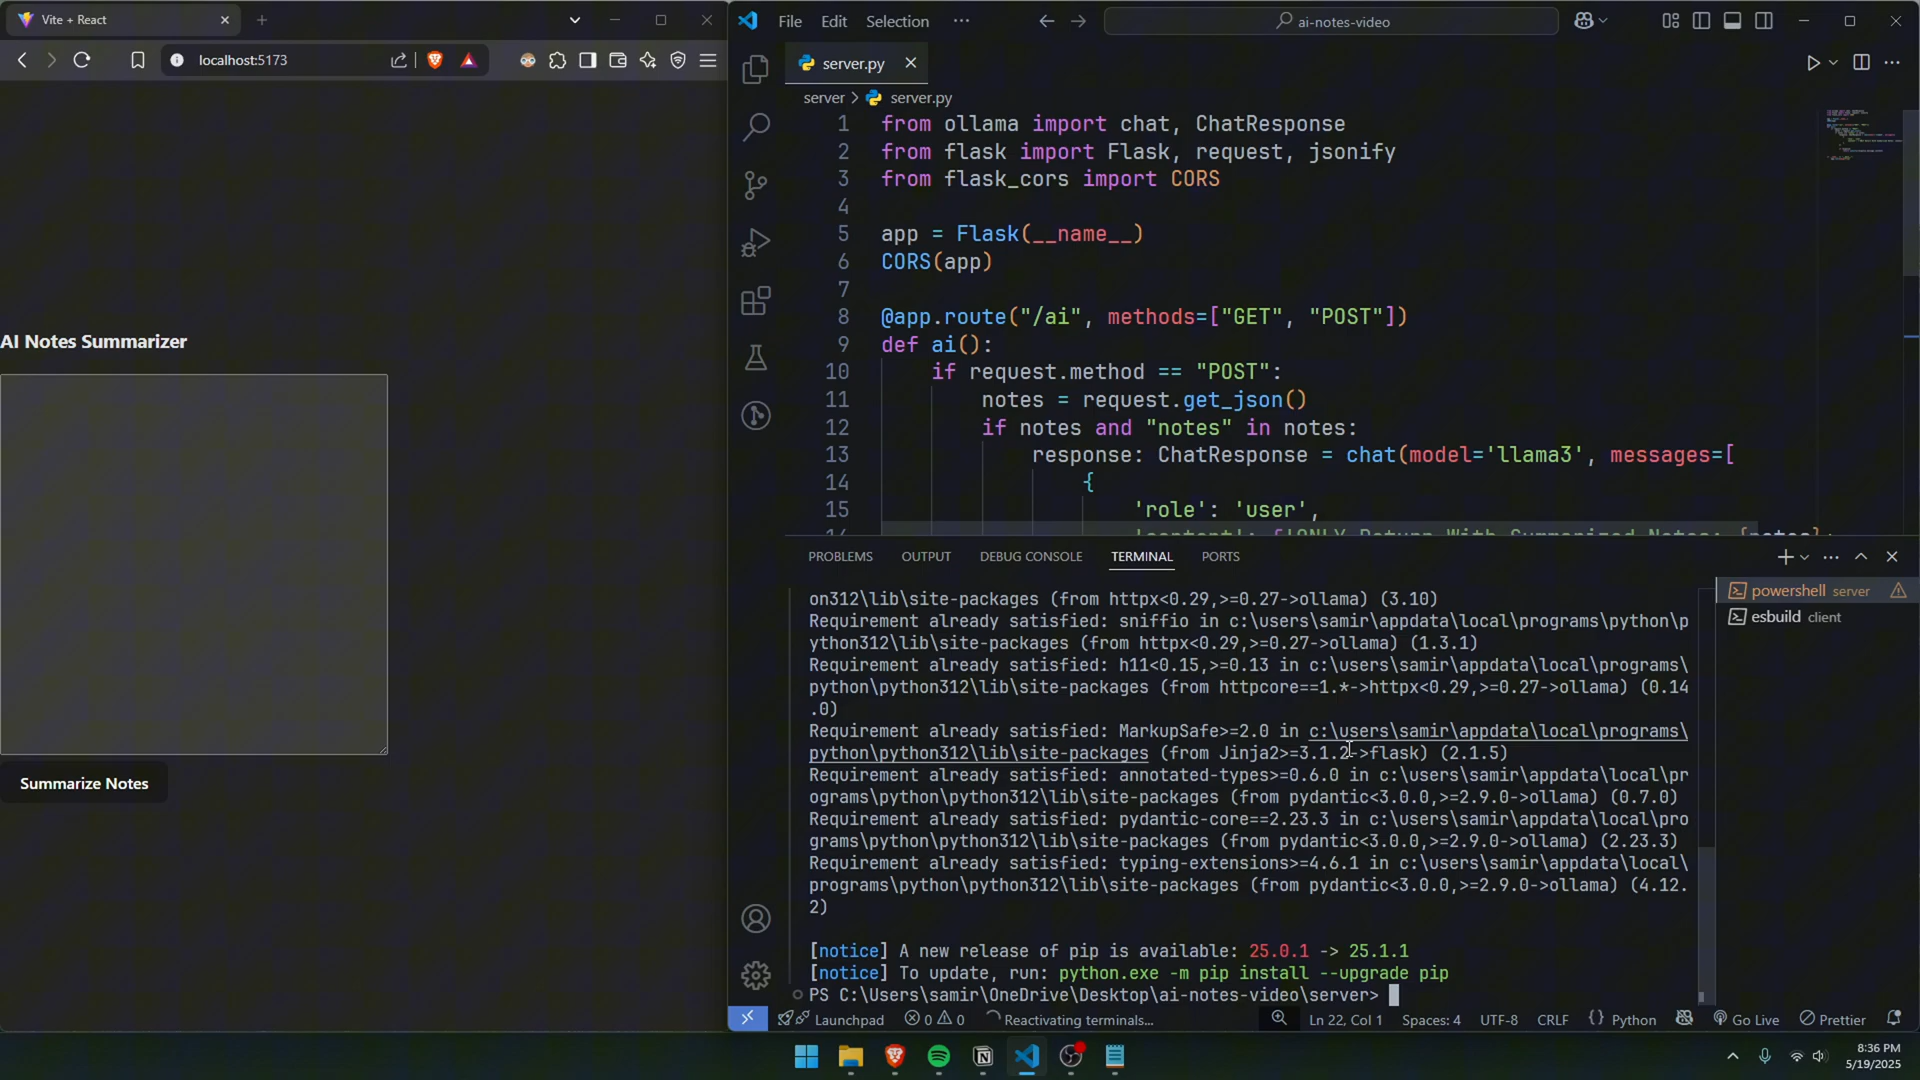 Vite + React
localhost:5173
AI Notes Summarizer
Summarize Notes
File Edit Selection ···
ai-notes-video
server.py
server > server.py
1 from ollama import chat, ChatResponse
2 from flask import Flask, request, jsonify
3 from flask_cors import CORS
4
5 app = Flask(__name__)
6 CORS(app)
7
8 @app.route("/ai", methods=["GET", "POST"])
9 def ai():
10 if request.method == "POST":
11 notes = request.get_json()
12 if notes and "notes" in notes:
13 response: ChatResponse = chat(model='llama3', messages=[
14 {
15 'role': 'user',
PROBLEMS OUTPUT DEBUG CONSOLE TERMINAL PORTS
powershell server
esbuild client
on312\lib\site-packages (from httpx<0.29,>=0.27->ollama) (3.10)
Requirement already satisfied: sniffio in c:\users\samir\appdata\local\programs\python\p
ython312\lib\site-packages (from httpx<0.29,>=0.27->ollama) (1.3.1)
Requirement already satisfied: h11<0.15,>=0.13 in c:\users\samir\appdata\local\programs\
python\python312\lib\site-packages (from httpcore==1.*->httpx<0.29,>=0.27->ollama) (0.14
.0)
Requirement already satisfied: MarkupSafe>=2.0 in c:\users\samir\appdata\local\programs\
python\python312\lib\site-packages (from Jinja2>=3.1.2->flask) (2.1.5)
Requirement already satisfied: annotated-types>=0.6.0 in c:\users\samir\appdata\local\pr
ograms\python\python312\lib\site-packages (from pydantic<3.0.0,>=2.9.0->ollama) (0.7.0)
Requirement already satisfied: pydantic-core==2.23.3 in c:\users\samir\appdata\local\pro
grams\python\python312\lib\site-packages (from pydantic<3.0.0,>=2.9.0->ollama) (2.23.3)
Requirement already satisfied: typing-extensions>=4.6.1 in c:\users\samir\appdata\local\
programs\python\python312\lib\site-packages (from pydantic<3.0.0,>=2.9.0->ollama) (4.12.
2)
[notice] A new release of pip is available: 25.0.1 -> 25.1.1
[notice] To update, run: python.exe -m pip install --upgrade pip
PS C:\Users\samir\OneDrive\Desktop\ai-notes-video\server>
Launchpad 0 0 Reactivating terminals... Ln 22, Col 1 Spaces: 4 UTF-8 CRLF {} Python Go Live Prettier
8:36 PM
5/19/2025